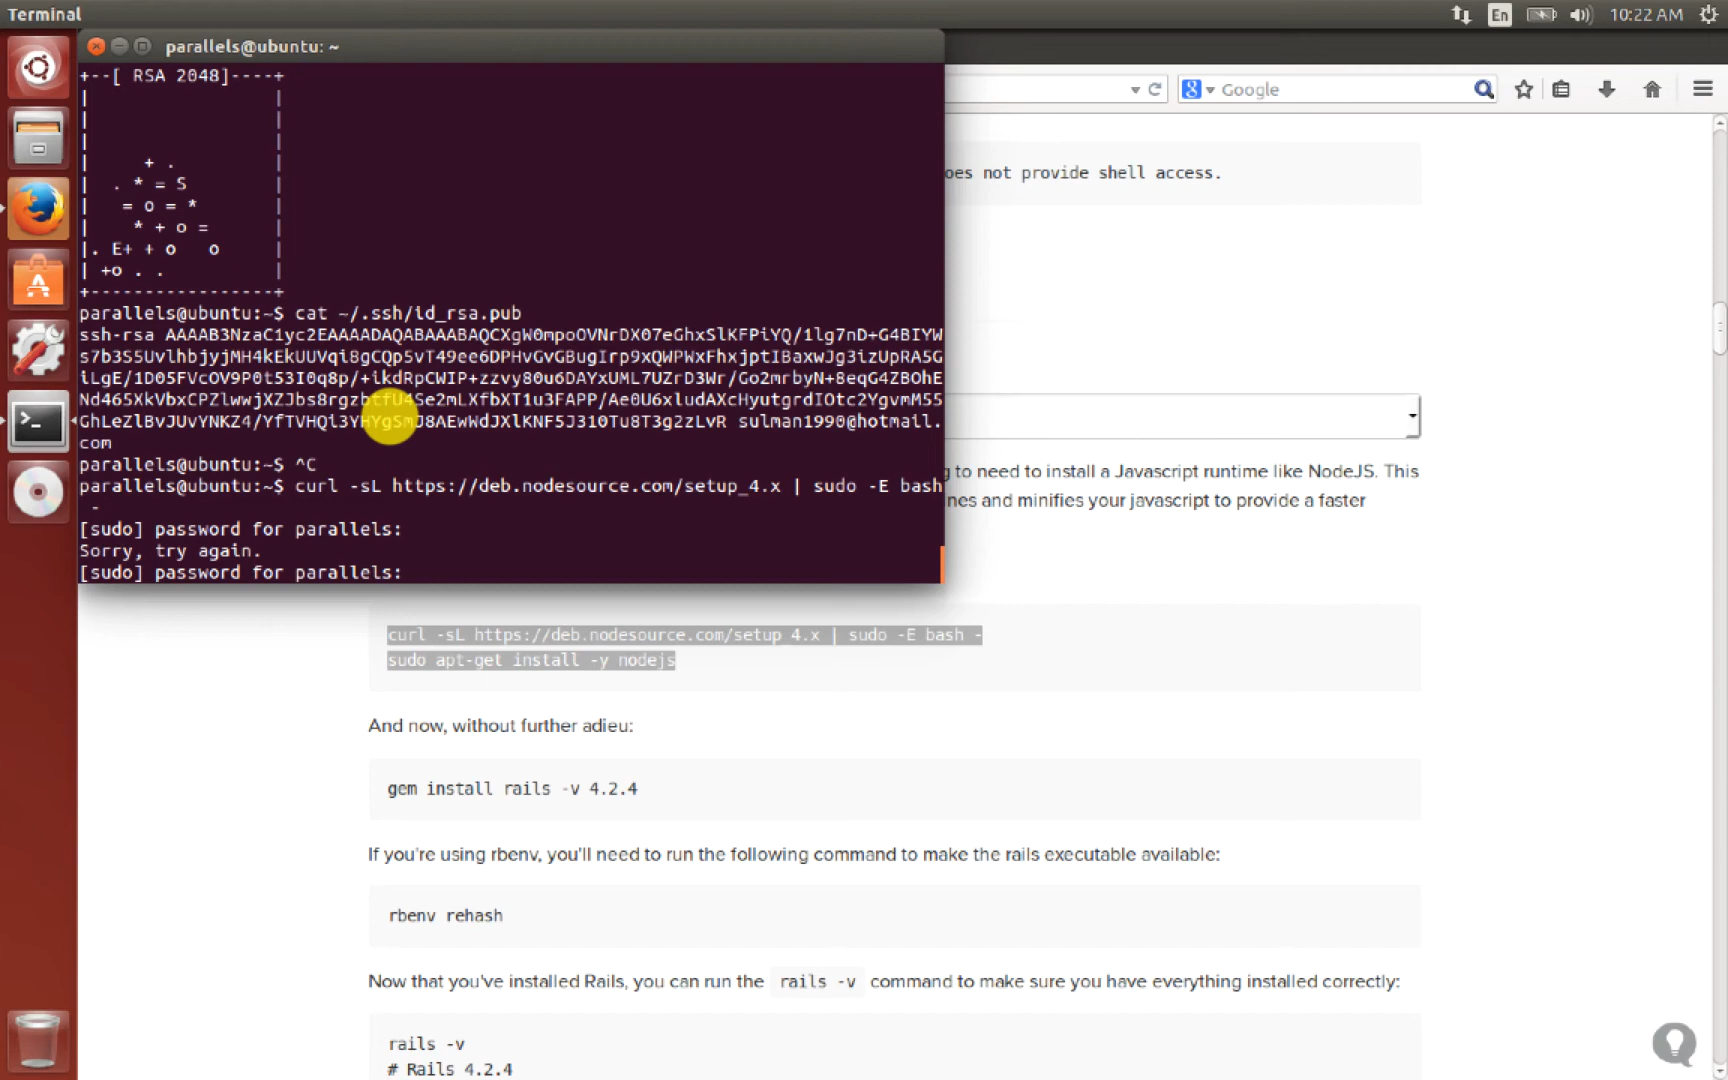 Terminal
En
10:22 AM
parallels@ubuntu: ~
Google
+--[ RSA 2048]----+
|                 |
|                 |
|                 |
|      + .        |
|   . * = S       |
|    = o = *      |
|     * + o =     |
|. E+ + o   o     |
| +o . .          |
+-----------------+
parallels@ubuntu:~$ cat ~/.ssh/id_rsa.pub
ssh-rsa AAAAB3NzaC1yc2EAAAADAQABAAABAQCXgW0mpoOVNrDX07eGhxSlKFPiYQ/1lg7nD+G4BIYW
s7b3S5UvlhbjyjMH4kEkUUVqi8gCQp5vT49ee6DPHvGvGBugIrp9xQWPWxFhxjptIBaxwJg3izUpRA5G
iLgE/1D05FVcOV9P0t53I0q8p/+ikdRpCWIP+zzvy80u6DAYxUML7UZrD3Wr/Go2mrbyN+8eqG4ZBOhE
Nd465XkVbxCPZlwwjXZJbs8rgzbtfU4Se2mLXfbXT1u3FAPP/Ae0U6xludAXcHyutgrdIOtc2YgvmM55
GhLeZlBvJUvYNKZ4/YfTVHQi3YHYgSmJ8AEwWdJXlKNF5J310Tu8T3g2zLvR sulman1990@hotmail.
com
parallels@ubuntu:~$ ^C
parallels@ubuntu:~$ curl -sL https://deb.nodesource.com/setup_4.x | sudo -E bash
-
[sudo] password for parallels:
Sorry, try again.
[sudo] password for parallels:
oes not provide shell access.
g to need to install a Javascript runtime like NodeJS. This
nes and minifies your javascript to provide a faster
curl -sL https://deb.nodesource.com/setup_4.x | sudo -E bash -
sudo apt-get install -y nodejs
And now, without further adieu:
gem install rails -v 4.2.4
If you're using rbenv, you'll need to run the following command to make the rails executable available:
rbenv rehash
Now that you've installed Rails, you can run the rails -v command to make sure you have everything installed correctly:
rails -v
# Rails 4.2.4